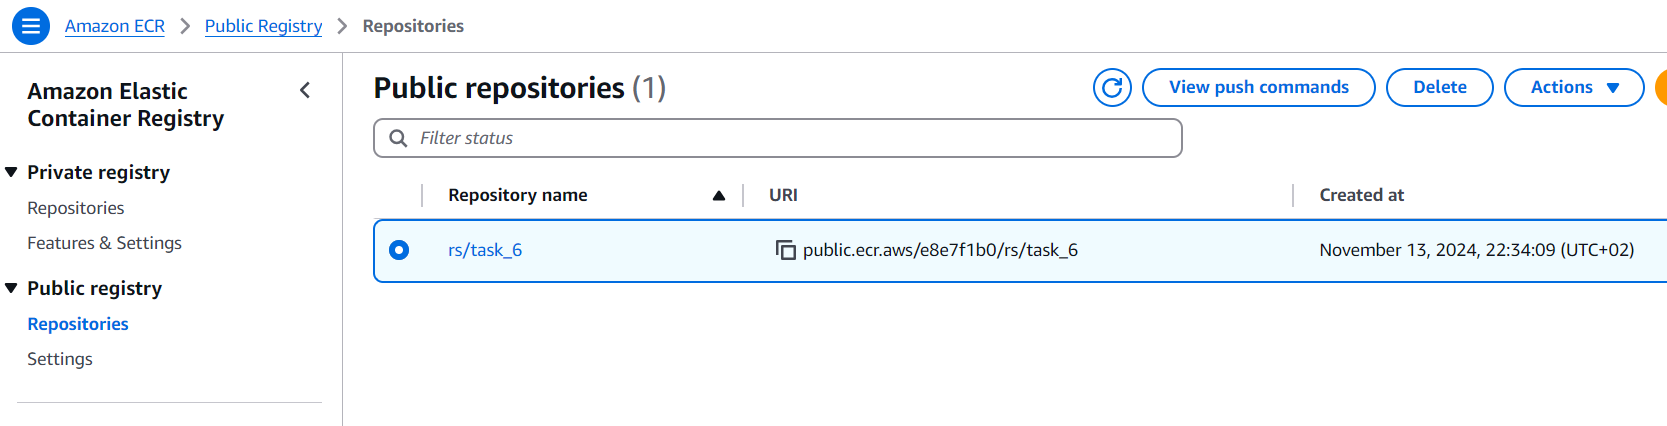 Amazon ECR > Public Registry > Repositories
Amazon Elastic
Container Registry
Private registry
Repositories
Features & Settings
Public registry
Repositories
Settings
Public repositories (1)
View push commands
Delete
Actions
Filter status
Repository name
URI
Created at
rs/task_6
public.ecr.aws/e8e7f1b0/rs/task_6
November 13, 2024, 22:34:09 (UTC+02)